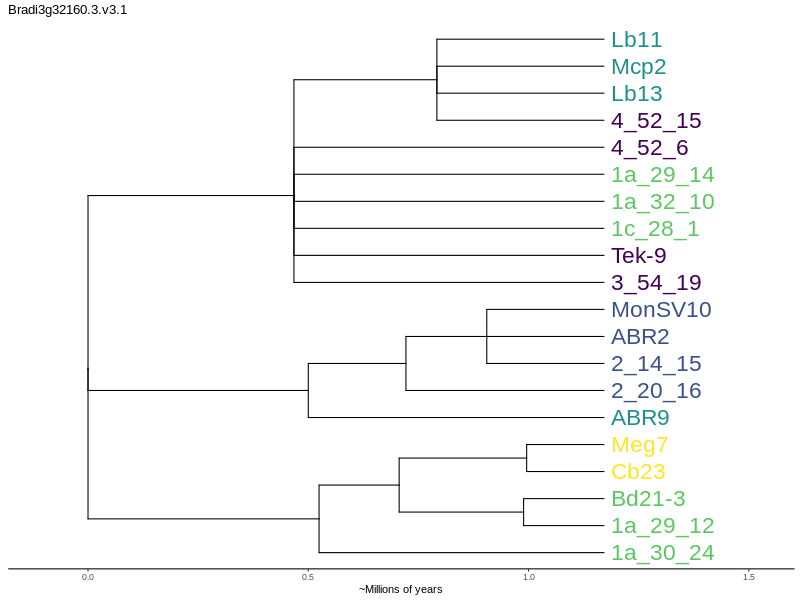 Bradi3g32160.3.v3.1
Lb11
Mcp2
Lb13
4_52_15
4_52_6
1a_29_14
1a_32_10
1c_28_1
Tek-9
3_54_19
MonSV10
ABR2
2_14_15
2_20_16
ABR9
Meg7
Cb23
Bd21-3
1a_29_12
1a_30_24
0.0 0.5 1.0 1.5
~Millions of years